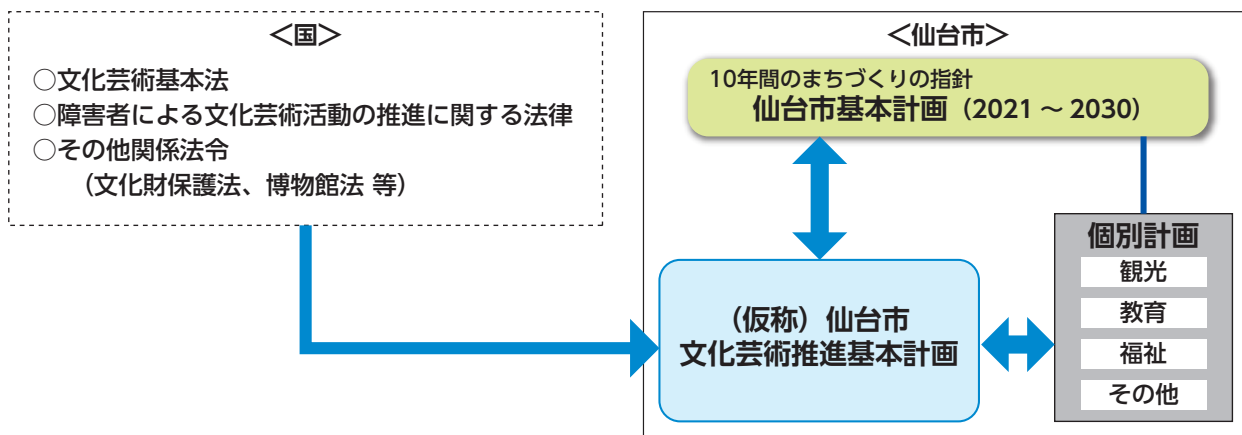 ＜国＞
○文化芸術基本法
○障害者による文化芸術活動の推進に関する法律
○その他関係法令
（文化財保護法、博物館法 等）
＜仙台市＞
10年間のまちづくりの指針
仙台市基本計画（2021 ～ 2030）
（仮称）仙台市
文化芸術推進基本計画
個別計画
観光
教育
福祉
その他